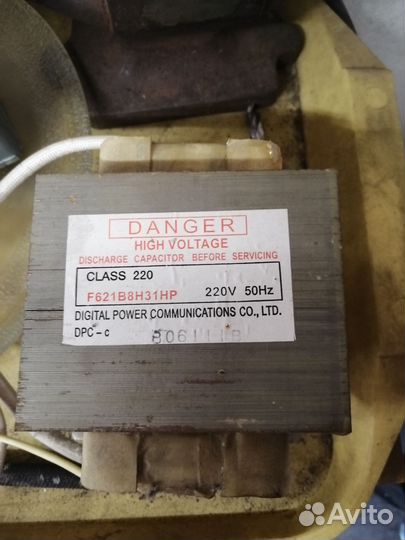 DANGER
HIGH VOLTAGE
DISCHARGE CAPACITOR BEFORE SERVICING
CLASS 220
F621B8H31HP 220V 50Hz
DIGITAL POWER COMMUNICATIONS CO., LTD.
DPC-c
Avito